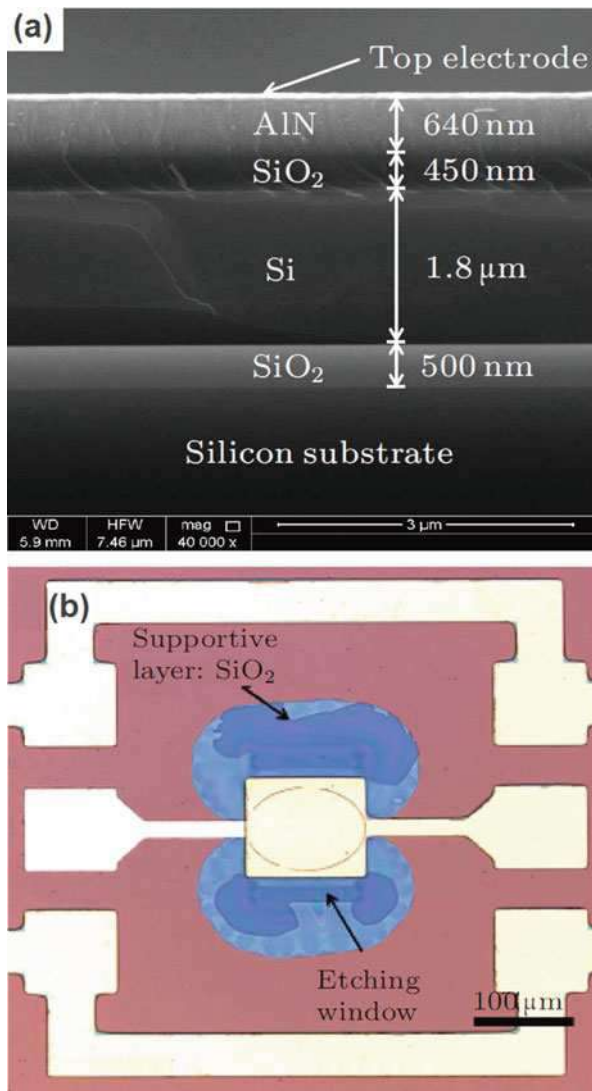 (a)
Top electrode
AlN
640 nm
SiO₂
450 nm
Si
1.8 µm
SiO₂
500 nm
Silicon substrate
WD
HFW
mag
3 µm
5.9 mm
7.46 µm
40 000 x
(b)
Supportive
layer: SiO₂
Etching
window
100 µm